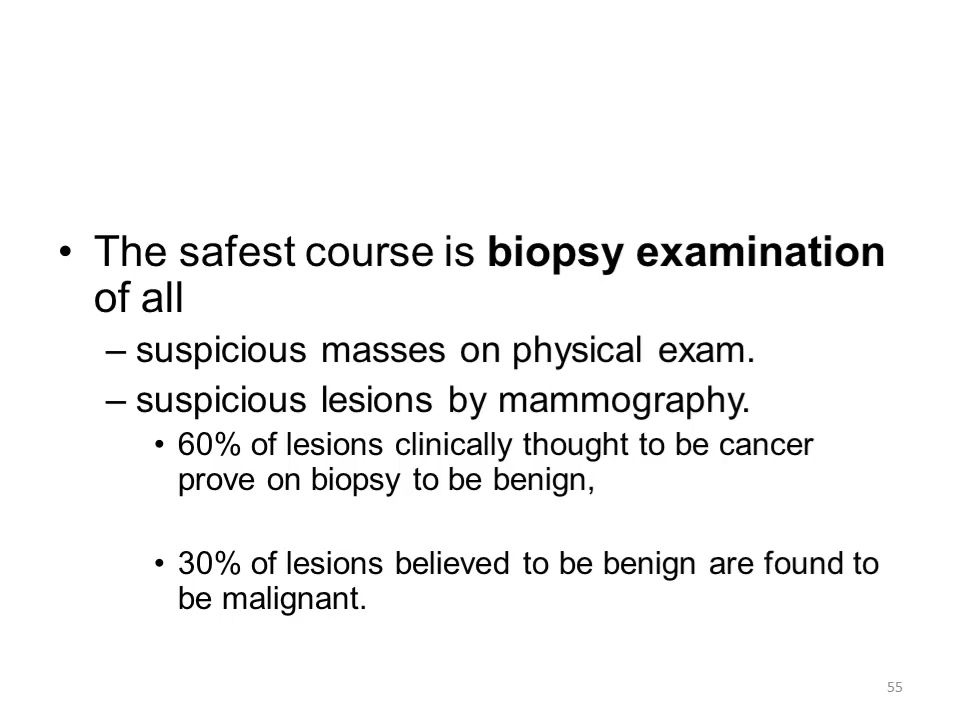 • The safest course is biopsy examination
of all
– suspicious masses on physical exam.
– suspicious lesions by mammography.
• 60% of lesions clinically thought to be cancer
prove on biopsy to be benign,
• 30% of lesions believed to be benign are found to
be malignant.
55